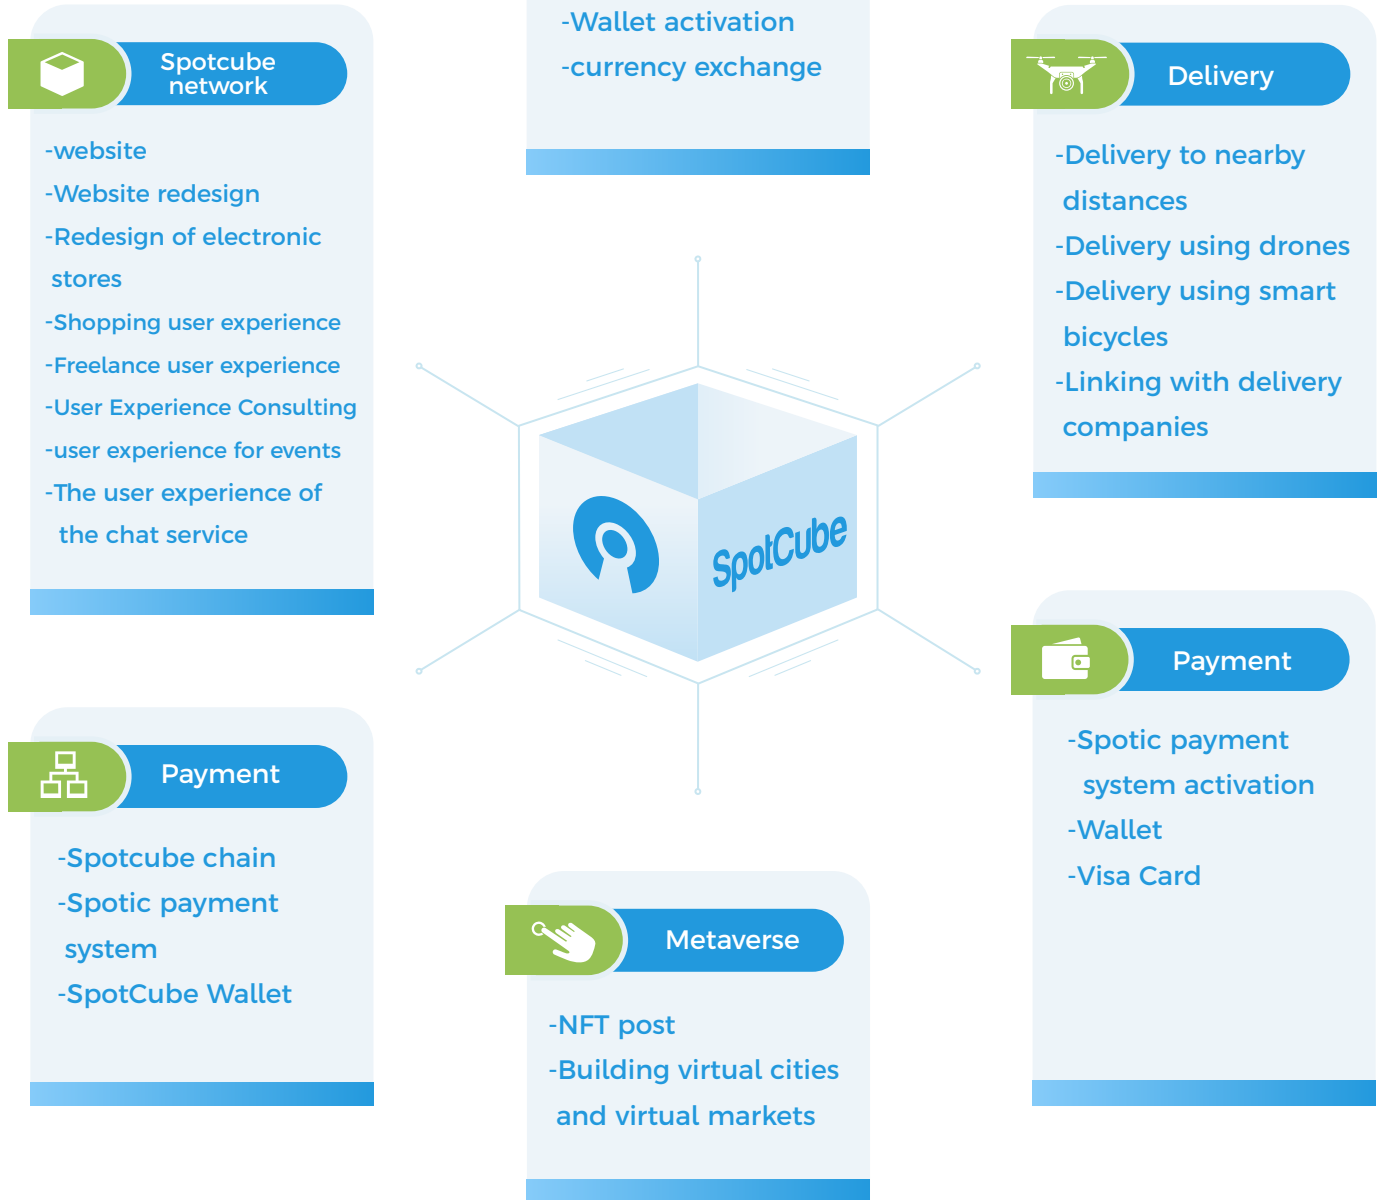 Spotcube
network
-website
-Website redesign
-Redesign of electronic
stores
-Shopping user experience
-Freelance user experience
-User Experience Consulting
-user experience for events
-The user experience of
the chat service
-Wallet activation
-currency exchange
Delivery
-Delivery to nearby
distances
-Delivery using drones
-Delivery using smart
bicycles
-Linking with delivery
companies
SpotCube
Payment
-Spotcube chain
-Spotic payment
system
-SpotCube Wallet
Metaverse
-NFT post
-Building virtual cities
and virtual markets
Payment
-Spotic payment
system activation
-Wallet
-Visa Card